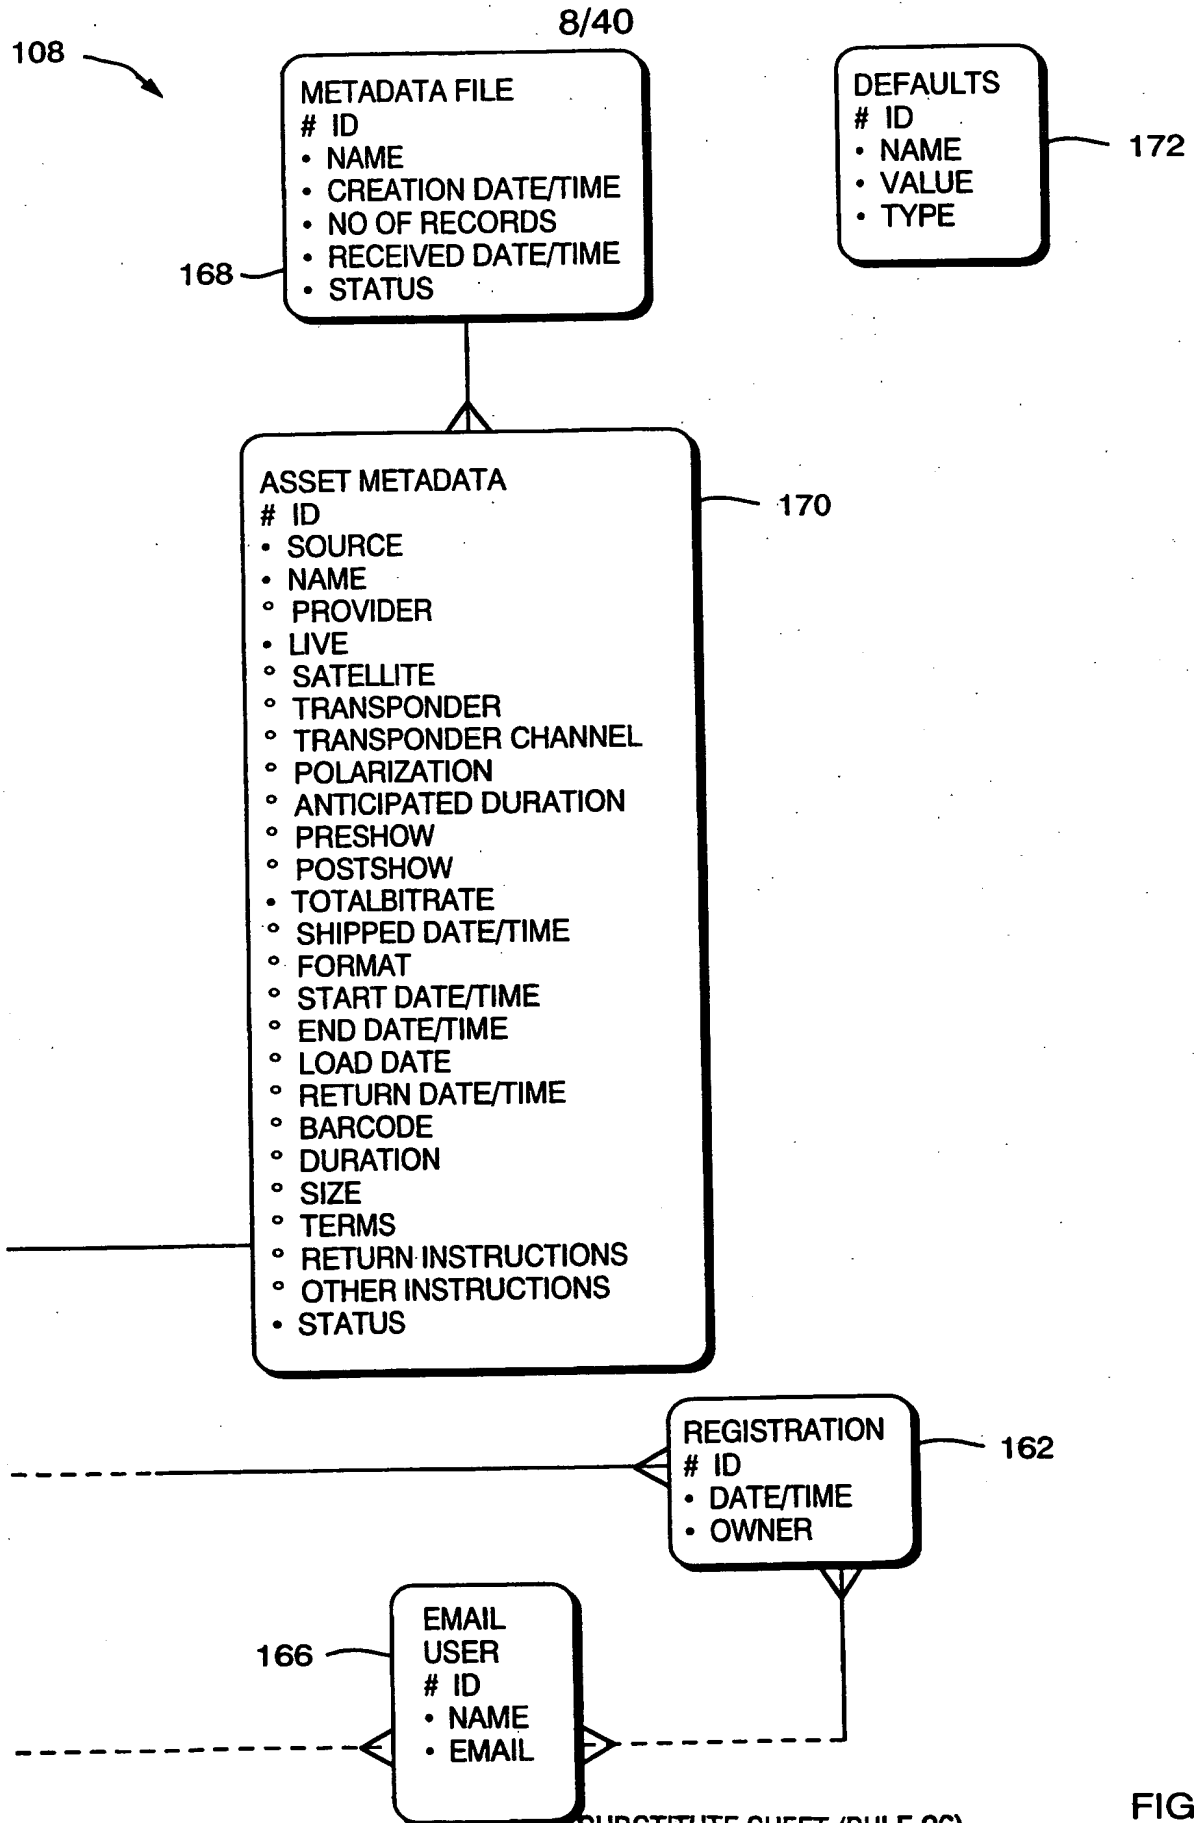 8/40
108
METADATA FILE
# ID
• NAME
• CREATION DATE/TIME
• NO OF RECORDS
• RECEIVED DATE/TIME
• STATUS
168
DEFAULTS
# ID
• NAME
• VALUE
• TYPE
172
ASSET METADATA
# ID
• SOURCE
• NAME
° PROVIDER
• LIVE
° SATELLITE
° TRANSPONDER
° TRANSPONDER CHANNEL
° POLARIZATION
° ANTICIPATED DURATION
° PRESHOW
° POSTSHOW
• TOTALBITRATE
° SHIPPED DATE/TIME
° FORMAT
° START DATE/TIME
° END DATE/TIME
° LOAD DATE
° RETURN DATE/TIME
° BARCODE
° DURATION
° SIZE
° TERMS
° RETURN INSTRUCTIONS
° OTHER INSTRUCTIONS
• STATUS
170
REGISTRATION
# ID
• DATE/TIME
• OWNER
162
EMAIL
USER
# ID
• NAME
• EMAIL
166
SUBSTITUTE SHEET (RULE 26)
FIG